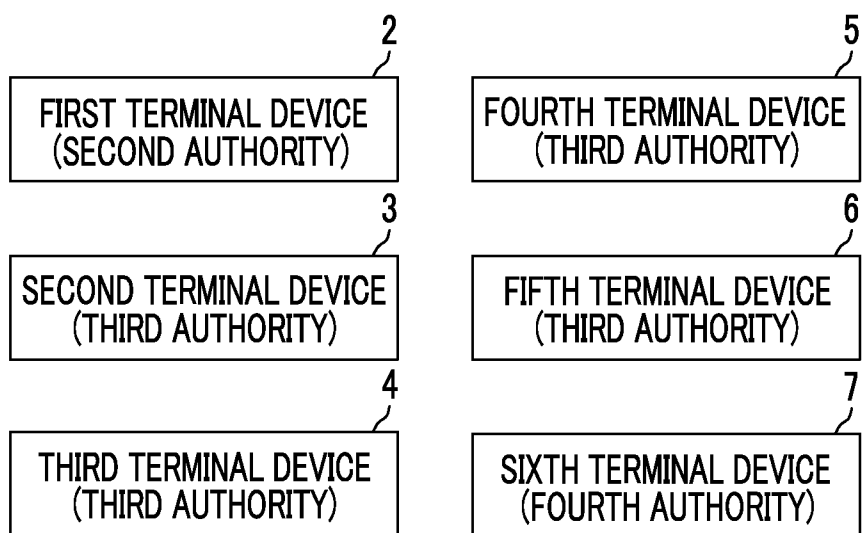 2
FIRST TERMINAL DEVICE
(SECOND AUTHORITY)
3
SECOND TERMINAL DEVICE
(THIRD AUTHORITY)
4
THIRD TERMINAL DEVICE
(THIRD AUTHORITY)
5
FOURTH TERMINAL DEVICE
(THIRD AUTHORITY)
6
FIFTH TERMINAL DEVICE
(THIRD AUTHORITY)
7
SIXTH TERMINAL DEVICE
(FOURTH AUTHORITY)